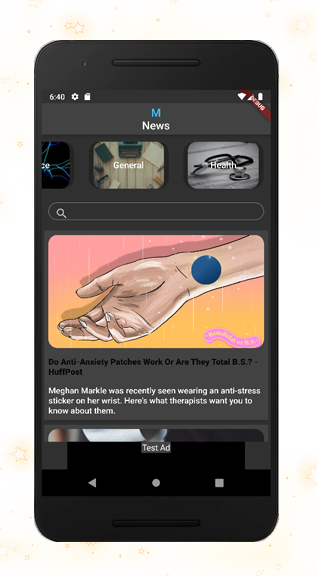 6:40
DEBUG
M
News
ce
General
Health
Beneficial or B.S.?
Do Anti-Anxiety Patches Work Or Are They Total B.S.? -
HuffPost
Meghan Markle was recently seen wearing an anti-stress
sticker on her wrist. Here's what therapists want you to
know about them.
Test Ad